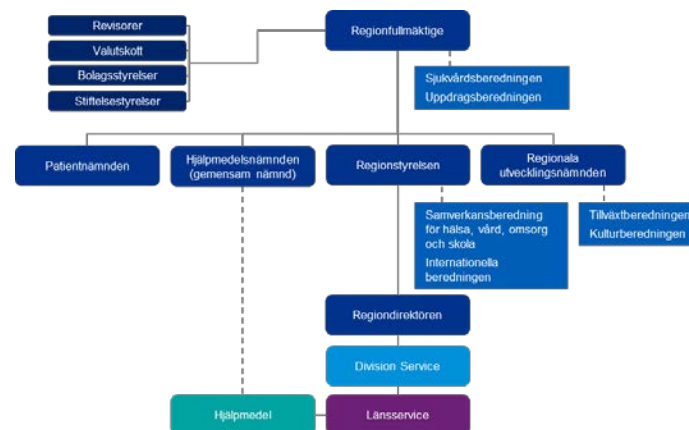 Revisorer
Valutskott
Bolagsstyrelser
Stiftelsestyrelser
Regionfullmäktige
Sjukvårdsberedningen
Uppdragsberedningen
Patientnämnden
Hjälpmedelsnämnden
(gemensam nämnd)
Regionstyrelsen
Regionala
utvecklingsnämnden
Samverkansberedning
för hälsa, vård, omsorg
och skola
Internationella
beredningen
Tillväxtberedningen
Kulturberedningen
Regiondirektören
Division Service
Hjälpmedel
Länsservice